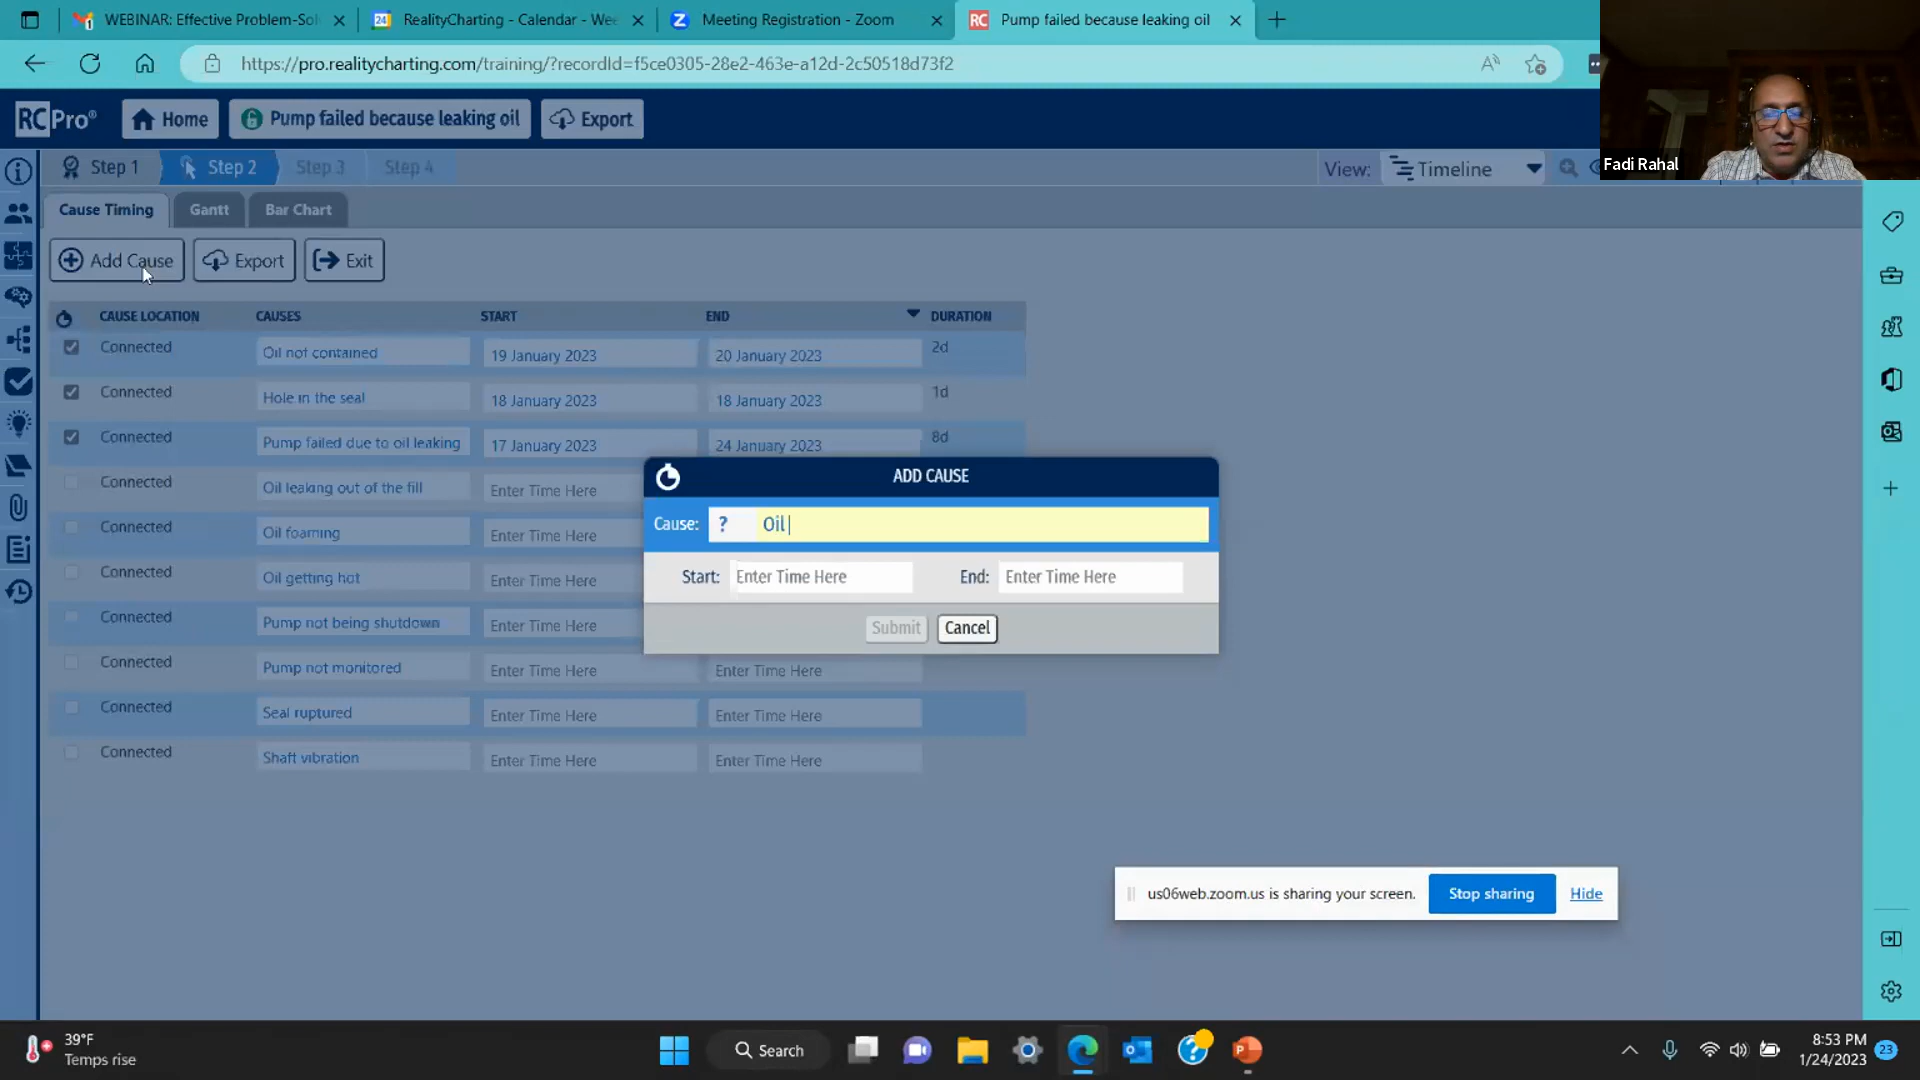 WEBINAR: Effective Problem-Sol
24 RealityCharting - Calendar - Wee
Z Meeting Registration - Zoom
RC Pump failed because leaking oil
https://pro.realitycharting.com/training/?recordId=f5ce0305-28e2-463e-a12d-2c50518d73f2
RC Pro® Home Pump failed because leaking oil Export
Fadi Rahal
Step 1 Step 2 Step 3 Step 4 View: Timeline
Cause Timing Gantt Bar Chart
Add Cause Export Exit
CAUSE LOCATION CAUSES START END DURATION
Connected Oil not contained 19 January 2023 20 January 2023 2d
Connected Hole in the seal 18 January 2023 18 January 2023 1d
Connected Pump failed due to oil leaking 17 January 2023 24 January 2023 8d
Connected Oil leaking out of the fill Enter Time Here
Connected Oil foaming Enter Time Here
Connected Oil getting hot Enter Time Here
Connected Pump not being shutdown Enter Time Here
Connected Pump not monitored Enter Time Here Enter Time Here
Connected Seal ruptured Enter Time Here Enter Time Here
Connected Shaft vibration Enter Time Here Enter Time Here
ADD CAUSE
Cause: ? Oil
Start: Enter Time Here End: Enter Time Here
Submit Cancel
us06web.zoom.us is sharing your screen. Stop sharing Hide
39°F
Temps rise
Search
8:53 PM
1/24/2023
23